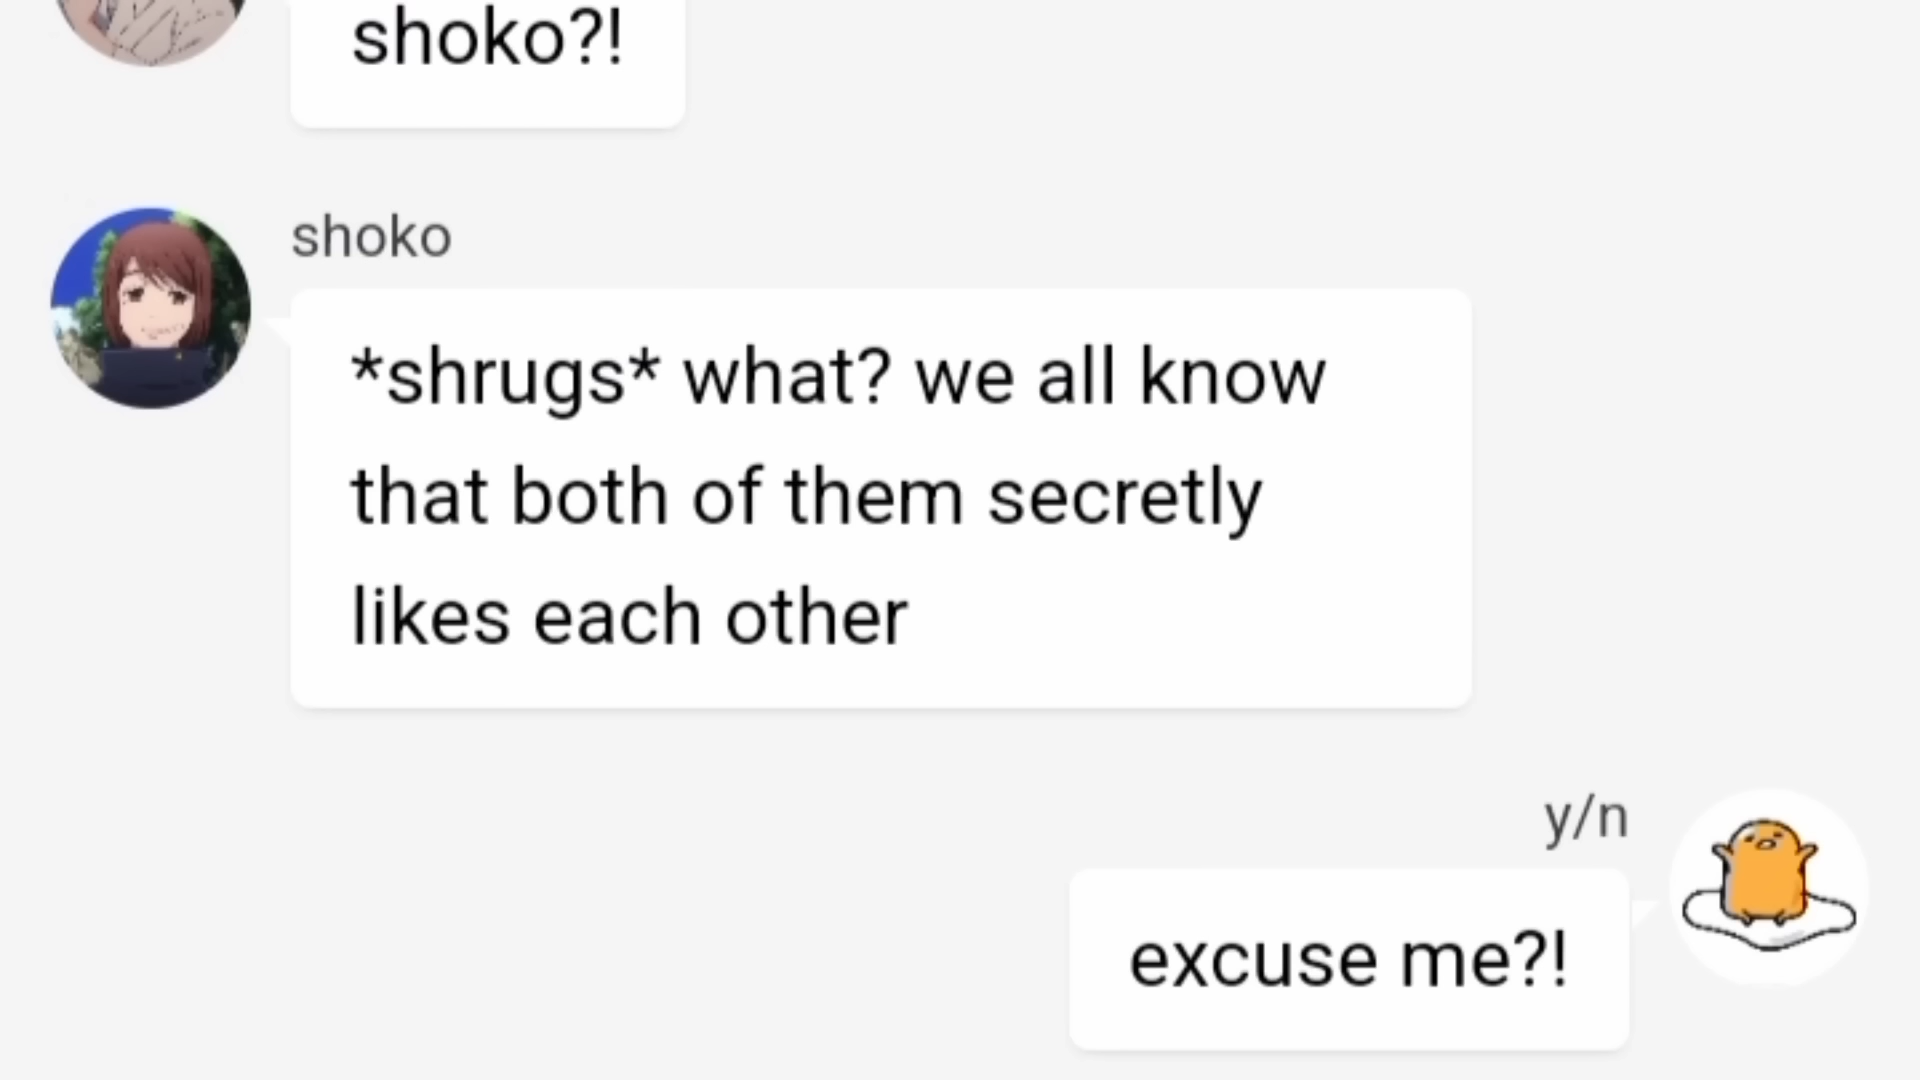 shoko?!
shoko
*shrugs* what? we all know
that both of them secretly
likes each other
y/n
excuse me?!